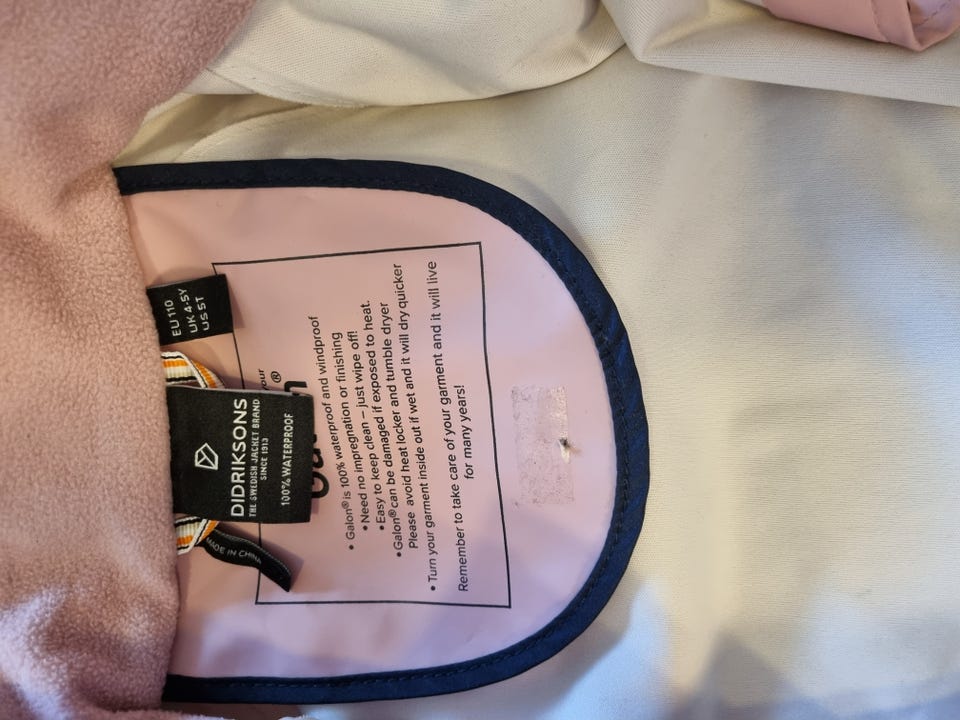 EU 110
UK 4-5Y
US 5T
DIDRIKSONS
THE SWEDISH JACKET BRAND
SINCE 1913
100% WATERPROOF
MADE IN CHINA
®
• Galon® is 100% waterproof and windproof
• Need no impregnation or finishing
• Easy to keep clean – just wipe off!
• Galon® can be damaged if exposed to heat.
Please avoid heat locker and tumble dryer
• Turn your garment inside out if wet and it will dry quicker
Remember to take care of your garment and it will live
for many years!